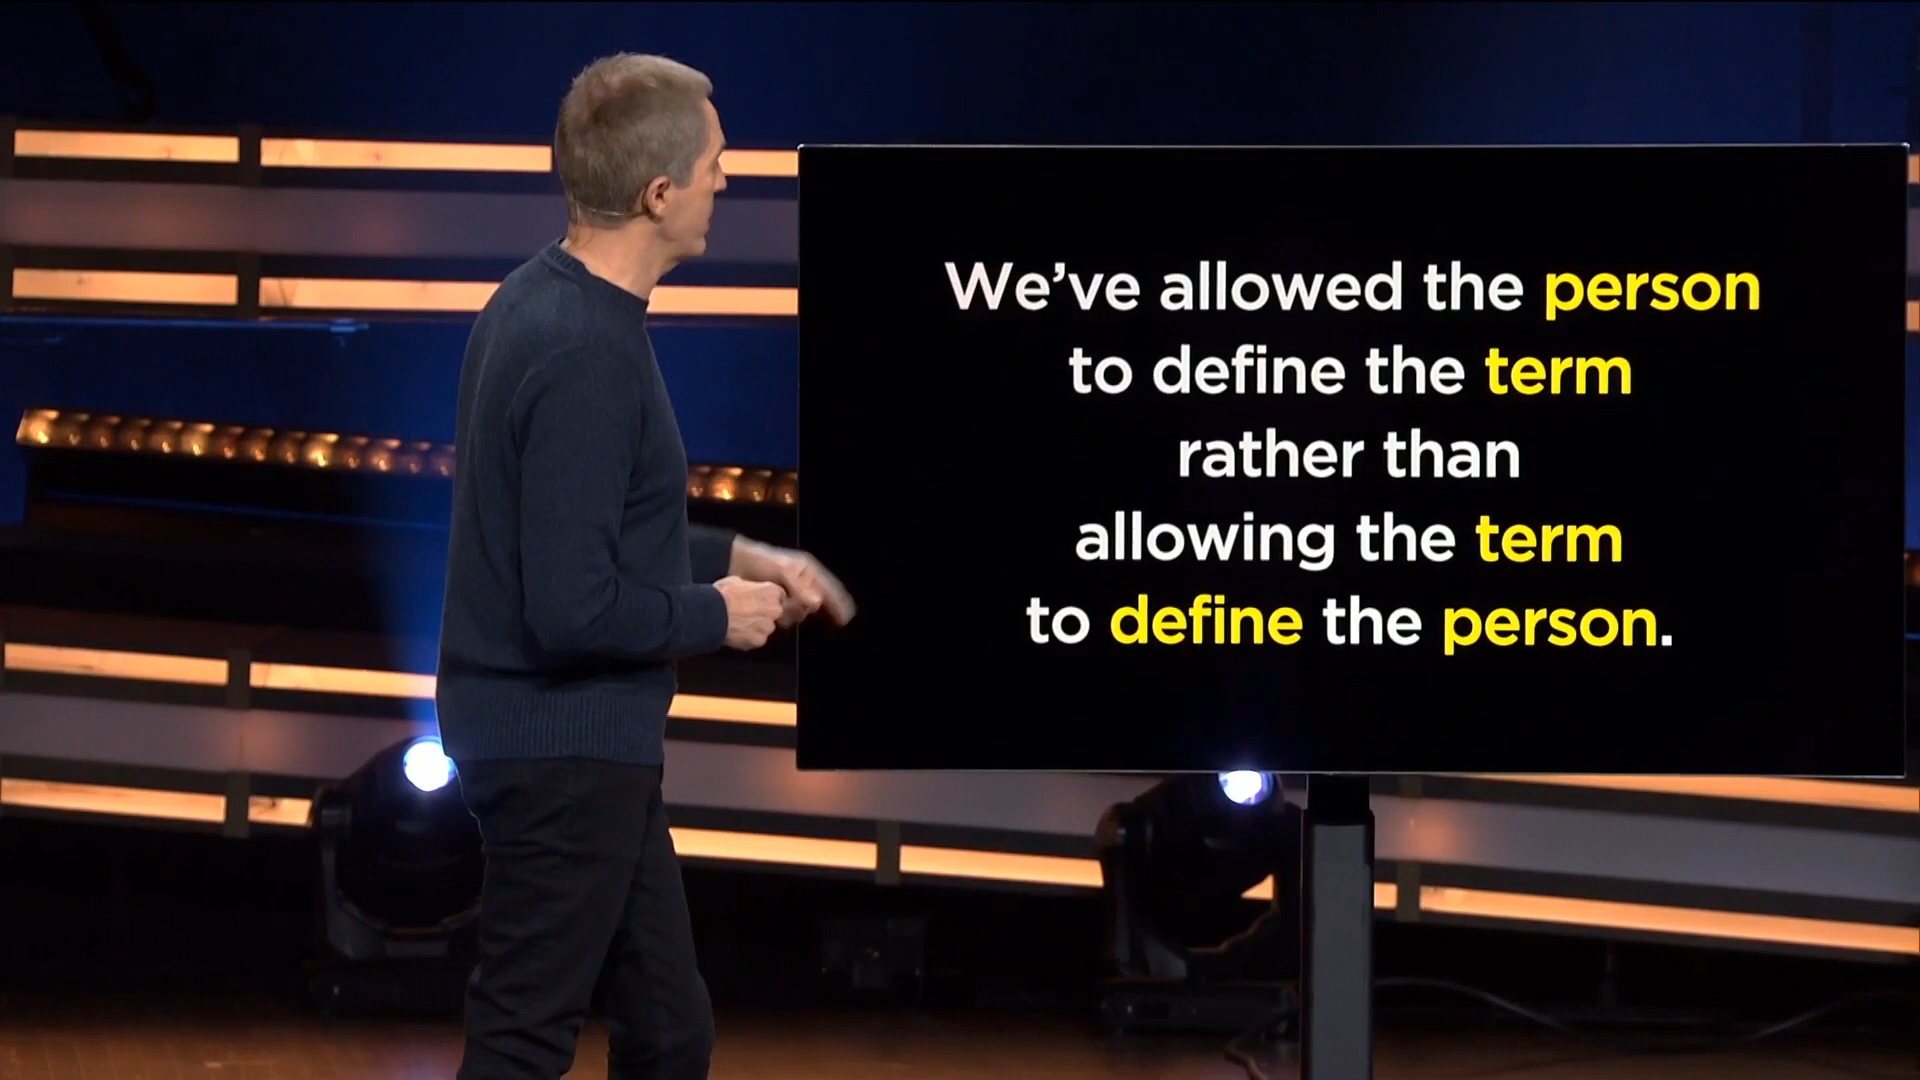 We’ve allowed the person
to define the term
rather than
allowing the term
to define the person.